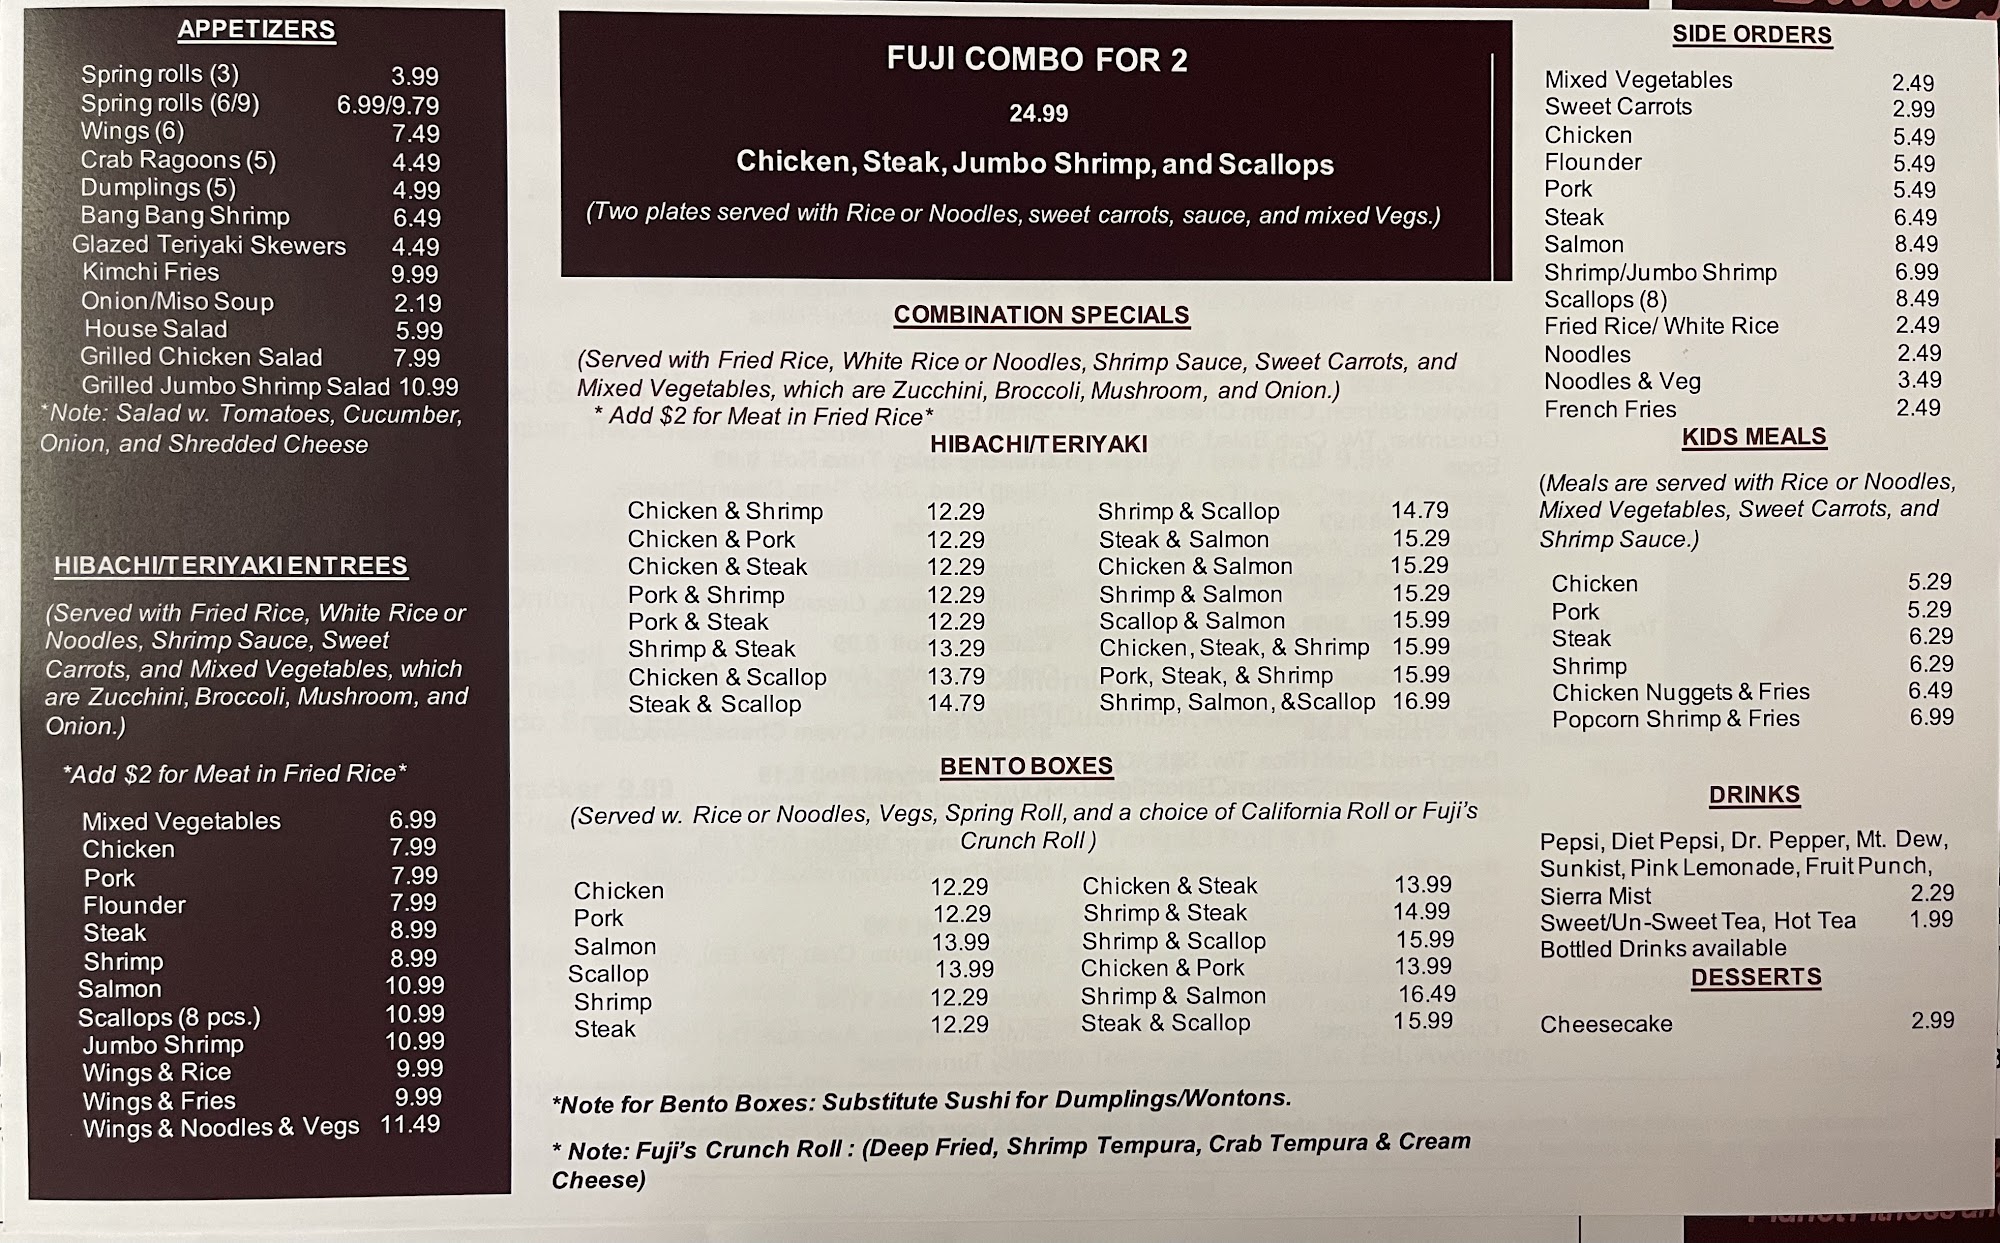 APPETIZERS
Spring rolls (3) 3.99
Spring rolls (6/9) 6.99/9.79
Wings (6) 7.49
Crab Ragoons (5) 4.49
Dumplings (5) 4.99
Bang Bang Shrimp 6.49
Glazed Teriyaki Skewers 4.49
Kimchi Fries 9.99
Onion/Miso Soup 2.19
House Salad 5.99
Grilled Chicken Salad 7.99
Grilled Jumbo Shrimp Salad 10.99
*Note: Salad w. Tomatoes, Cucumber,
Onion, and Shredded Cheese
HIBACHI/TERIYAKI ENTREES
(Served with Fried Rice, White Rice or
Noodles, Shrimp Sauce, Sweet
Carrots, and Mixed Vegetables, which
are Zucchini, Broccoli, Mushroom, and
Onion.)
*Add $2 for Meat in Fried Rice*
Mixed Vegetables 6.99
Chicken 7.99
Pork 7.99
Flounder 7.99
Steak 8.99
Shrimp 8.99
Salmon 10.99
Scallops (8 pcs.) 10.99
Jumbo Shrimp 10.99
Wings & Rice 9.99
Wings & Fries 9.99
Wings & Noodles & Vegs 11.49
FUJI COMBO FOR 2
24.99
Chicken, Steak, Jumbo Shrimp, and Scallops
(Two plates served with Rice or Noodles, sweet carrots, sauce, and mixed Vegs.)
COMBINATION SPECIALS
(Served with Fried Rice, White Rice or Noodles, Shrimp Sauce, Sweet Carrots, and
Mixed Vegetables, which are Zucchini, Broccoli, Mushroom, and Onion.)
* Add $2 for Meat in Fried Rice*
HIBACHI/TERIYAKI
Chicken & Shrimp 12.29
Chicken & Pork 12.29
Chicken & Steak 12.29
Pork & Shrimp 12.29
Pork & Steak 12.29
Shrimp & Steak 13.29
Chicken & Scallop 13.79
Steak & Scallop 14.79
Shrimp & Scallop 14.79
Steak & Salmon 15.29
Chicken & Salmon 15.29
Shrimp & Salmon 15.29
Scallop & Salmon 15.99
Chicken, Steak, & Shrimp 15.99
Pork, Steak, & Shrimp 15.99
Shrimp, Salmon, &Scallop 16.99
BENTO BOXES
(Served w. Rice or Noodles, Vegs, Spring Roll, and a choice of California Roll or Fuji's
Crunch Roll )
Chicken 12.29
Pork 12.29
Salmon 13.99
Scallop 13.99
Shrimp 12.29
Steak 12.29
Chicken & Steak 13.99
Shrimp & Steak 14.99
Shrimp & Scallop 15.99
Chicken & Pork 13.99
Shrimp & Salmon 16.49
Steak & Scallop 15.99
*Note for Bento Boxes: Substitute Sushi for Dumplings/Wontons.
* Note: Fuji's Crunch Roll : (Deep Fried, Shrimp Tempura, Crab Tempura & Cream
Cheese)
SIDE ORDERS
Mixed Vegetables 2.49
Sweet Carrots 2.99
Chicken 5.49
Flounder 5.49
Pork 5.49
Steak 6.49
Salmon 8.49
Shrimp/Jumbo Shrimp 6.99
Scallops (8) 8.49
Fried Rice/ White Rice 2.49
Noodles 2.49
Noodles & Veg 3.49
French Fries 2.49
KIDS MEALS
(Meals are served with Rice or Noodles,
Mixed Vegetables, Sweet Carrots, and
Shrimp Sauce.)
Chicken 5.29
Pork 5.29
Steak 6.29
Shrimp 6.29
Chicken Nuggets & Fries 6.49
Popcorn Shrimp & Fries 6.99
DRINKS
Pepsi, Diet Pepsi, Dr. Pepper, Mt. Dew,
Sunkist, Pink Lemonade, Fruit Punch,
Sierra Mist 2.29
Sweet/Un-Sweet Tea, Hot Tea 1.99
Bottled Drinks available
DESSERTS
Cheesecake 2.99